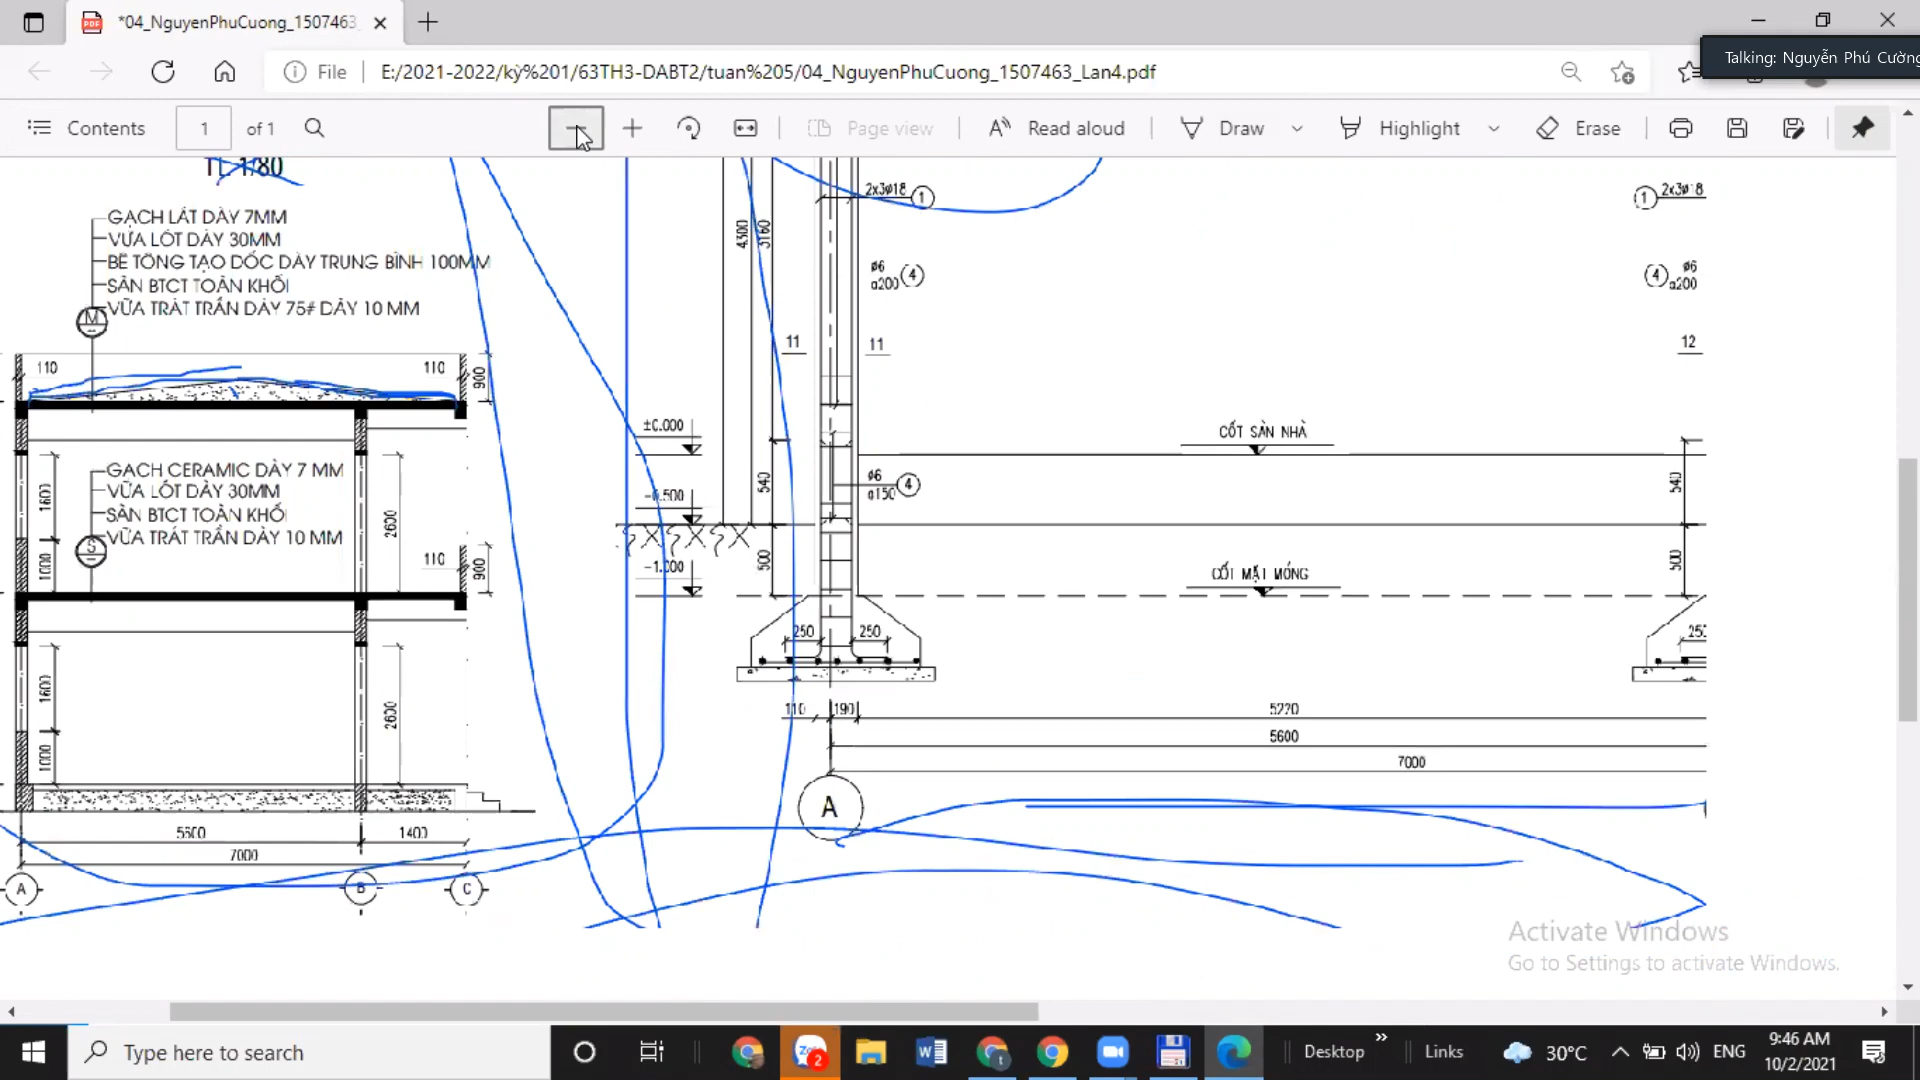 *04_NguyenPhuCuong_1507463_
Talking: Nguyễn Phú Cường
File
E:/2021-2022/kỳ%201/63TH3-DABT2/tuan%205/04_NguyenPhuCuong_1507463_Lan4.pdf
Contents
1
of 1
Page view
Read aloud
Draw
Highlight
Erase
TL 1/80
GẠCH LÁT DÀY 7MM
VỮA LÓT DÀY 30MM
BÊ TÔNG TẠO DỐC DÀY TRUNG BÌNH 100MM
SÀN BTCT TOÀN KHỐI
VỮA TRÁT TRẦN DÀY 75# DÀY 10 MM
M
110
110
900
GẠCH CERAMIC DÀY 7 MM
VỮA LÓT DÀY 30MM
SÀN BTCT TOÀN KHỐI
VỮA TRÁT TRẦN DÀY 10 MM
S
1600
1000
2600
110
900
1600
1000
2600
5600
1400
7000
A
B
C
4300
3160
2x3Ø18
1
1
2x3Ø18
Ø6
a200
4
4
Ø6
a200
11
11
12
±0.000
CỐT SÀN NHÀ
-0.500
540
Ø6
a150
4
540
-1.000
500
CỐT MẶT MÓNG
500
250
250
250
110
190
5220
5600
7000
A
Activate Windows
Go to Settings to activate Windows.
Type here to search
2
Desktop
Links
30°C
ENG
9:46 AM
10/2/2021